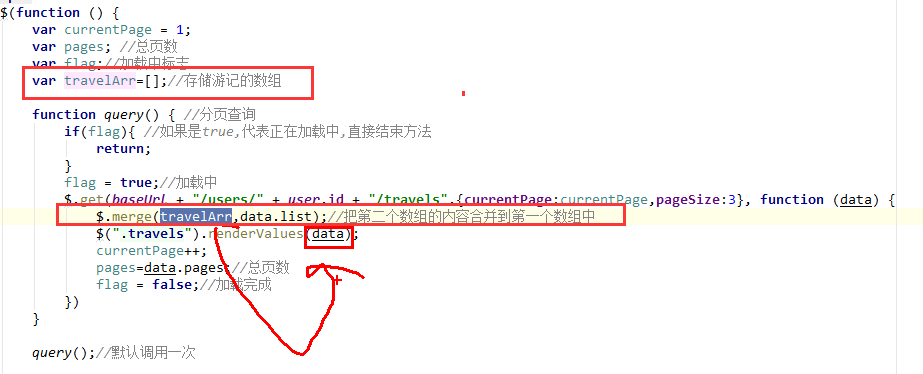 $(function () {
var currentPage = 1;
var pages; //总页数
var flag;//加载中标志
var travelArr=[];//存储游记的数组
function query() { //分页查询
if(flag){ //如果是true,代表正在加载中,直接结束方法
return;
}
flag = true;//加载中
$.get(baseUrl + "/users/" + user.id + "/travels",{currentPage:currentPage,pageSize:3}, function (data) {
$.merge(travelArr,data.list);//把第二个数组的内容合并到第一个数组中
$(".travels").renderValues(data);
currentPage++;
pages=data.pages;//总页数
flag = false;//加载完成
})
}
query();//默认调用一次